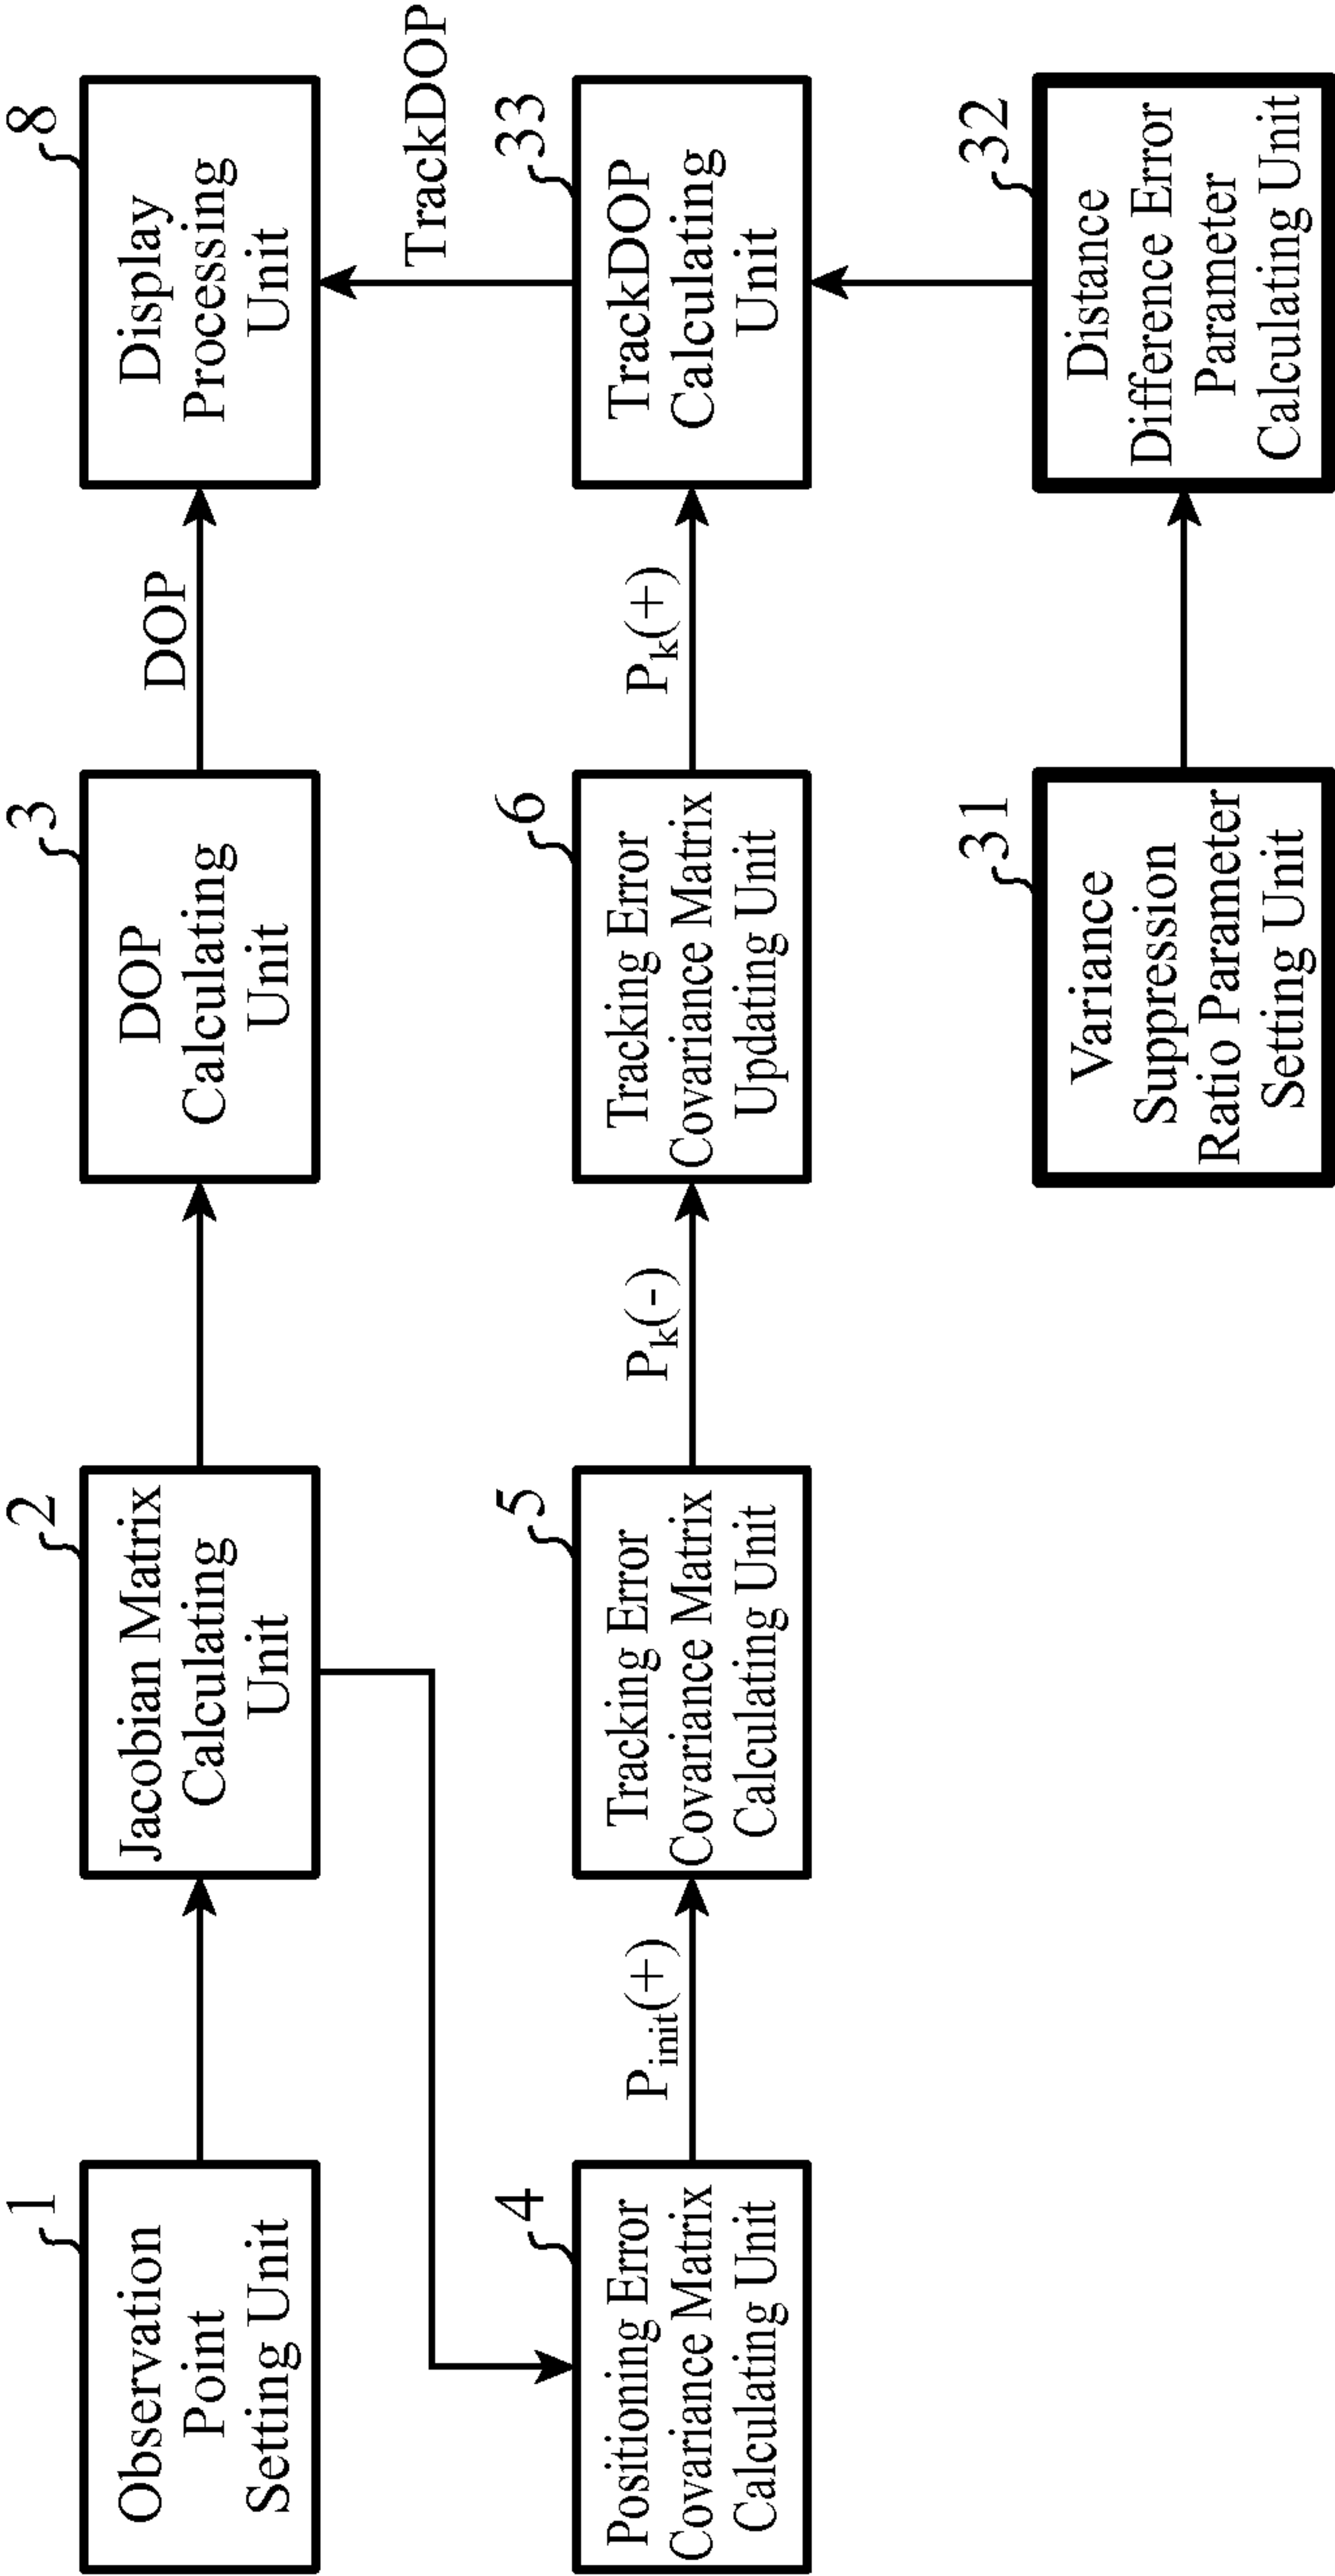 1
Observation
Point
Setting Unit
2
Jacobian Matrix
Calculating
Unit
3
DOP
Calculating
Unit
DOP
8
Display
Processing
Unit
TrackDOP
4
Positioning Error
Covariance Matrix
Calculating Unit
Pinit(+)
5
Tracking Error
Covariance Matrix
Calculating Unit
Pk(-)
6
Tracking Error
Covariance Matrix
Updating Unit
Pk(+)
33
TrackDOP
Calculating
Unit
31
Variance
Suppression
Ratio Parameter
Setting Unit
32
Distance
Difference Error
Parameter
Calculating Unit